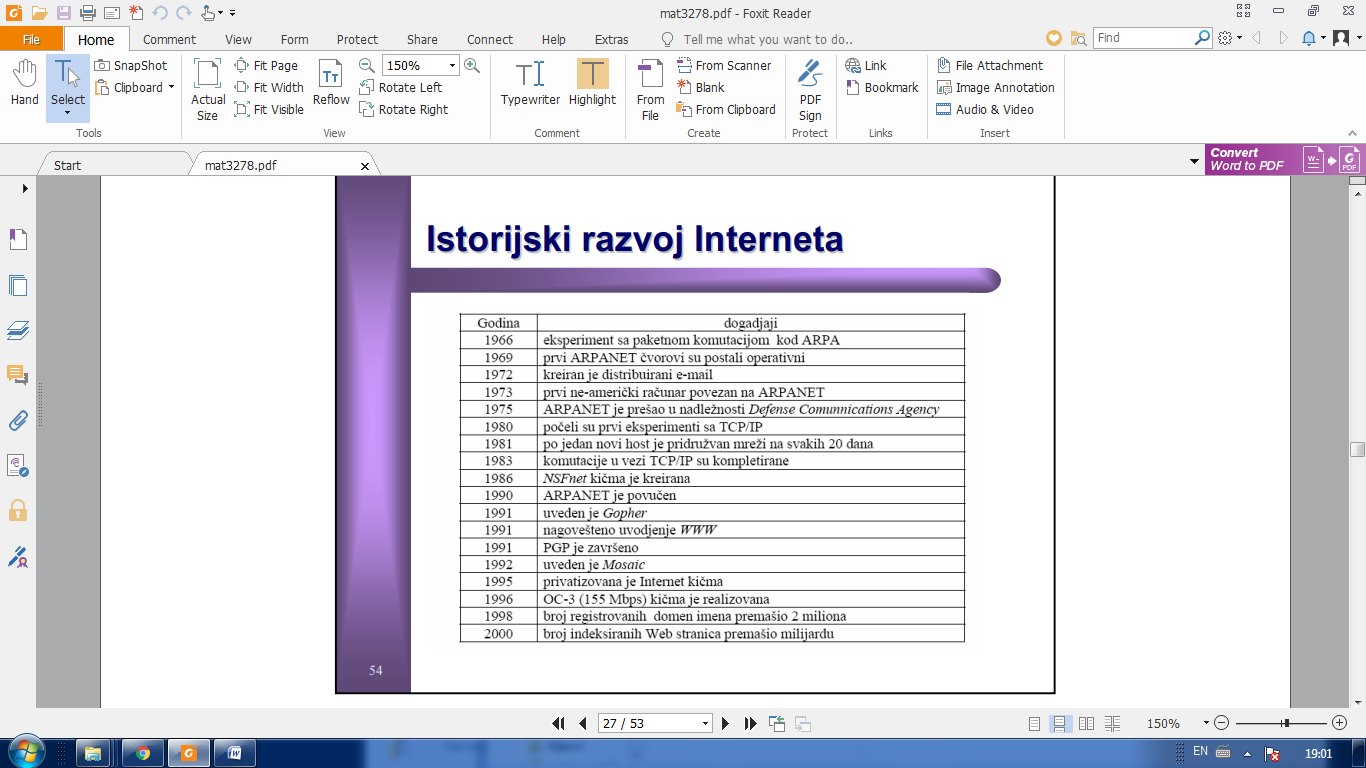 mat3278.pdf - Foxit Reader
File Home Comment View Form Protect Share Connect Help Extras Tell me what you want to do.. Find
Hand
Select
SnapShot
Clipboard
Tools
Actual Size
Fit Page
Fit Width
Fit Visible
Reflow
150%
Rotate Left
Rotate Right
View
Typewriter
Highlight
Comment
From File
From Scanner
Blank
From Clipboard
Create
PDF Sign
Protect
Link
Bookmark
Links
File Attachment
Image Annotation
Audio & Video
Insert
Start mat3278.pdf
Convert
Word to PDF
Istorijski razvoj Interneta
Godina dogadjaji
1966 eksperiment sa paketnom komutacijom kod ARPA
1969 prvi ARPANET čvorovi su postali operativni
1972 kreiran je distribuirani e-mail
1973 prvi ne-američki računar povezan na ARPANET
1975 ARPANET je prešao u nadležnosti Defense Comunnications Agency
1980 počeli su prvi eksperimenti sa TCP/IP
1981 po jedan novi host je pridružvan mreži na svakih 20 dana
1983 komutacije u vezi TCP/IP su kompletirane
1986 NSFnet kičma je kreirana
1990 ARPANET je povučen
1991 uveden je Gopher
1991 nagovešteno uvodjenje WWW
1991 PGP je završeno
1992 uveden je Mosaic
1995 privatizovana je Internet kičma
1996 OC-3 (155 Mbps) kičma je realizovana
1998 broj registrovanih domen imena premašio 2 miliona
2000 broj indeksiranih Web stranica premašio milijardu
54
27 / 53
150%
EN 19:01